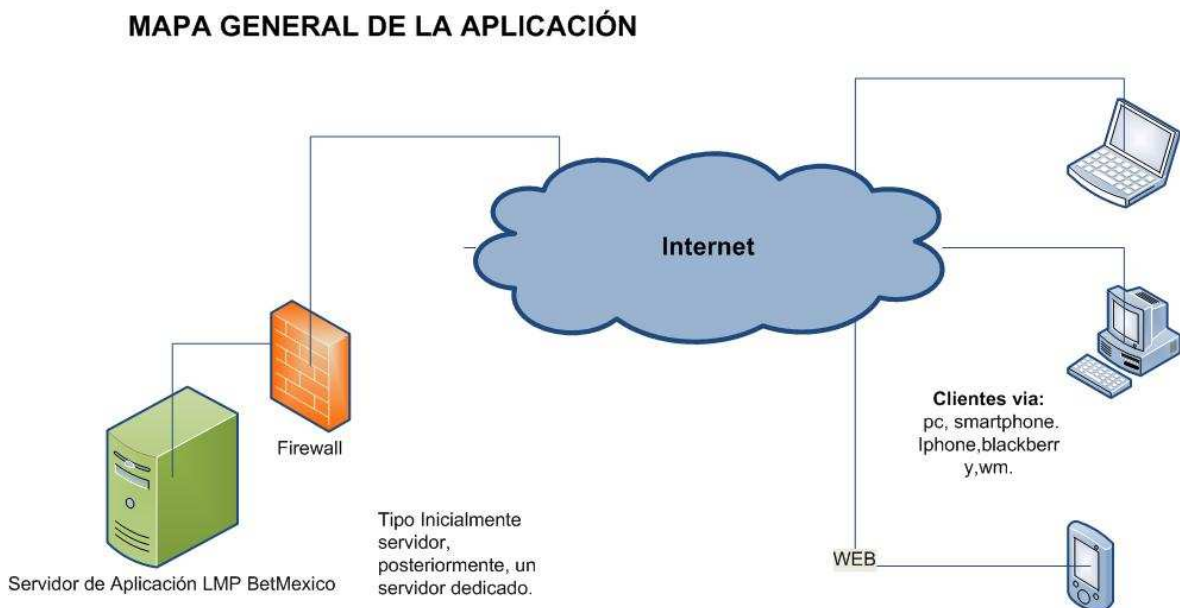 MAPA GENERAL DE LA APLICACIÓN
Internet
Clientes via:
pc, smartphone.
Iphone,blackberr
y,wm.
Firewall
Tipo Inicialmente
servidor,
posteriormente, un
servidor dedicado.
WEB
Servidor de Aplicación LMP BetMexico